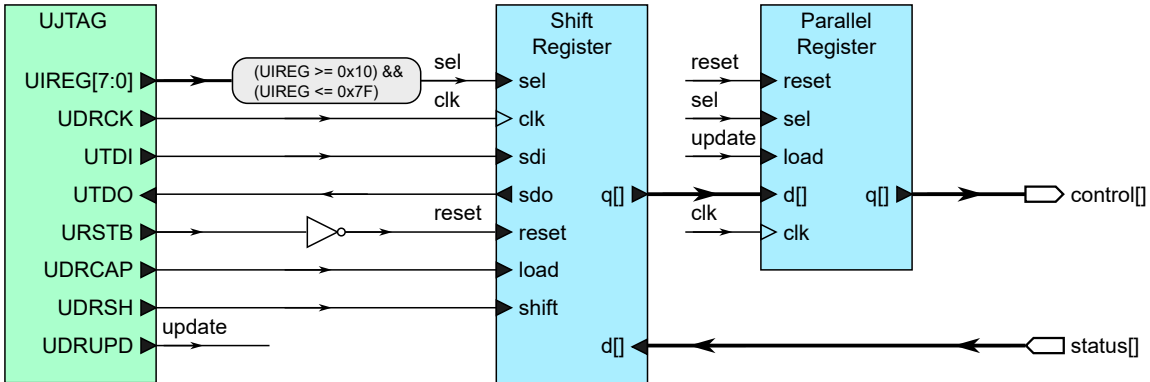 UJTAG
Shift
Register
Parallel
Register
UIREG[7:0]
(UIREG >= 0x10) &&
(UIREG <= 0x7F)
sel
sel
reset
reset
UDRCK
clk
clk
sel
sel
UTDI
sdi
update
load
UTDO
sdo
q[]
d[]
q[]
control[]
URSTB
reset
reset
clk
clk
UDRCAP
load
UDRSH
shift
UDRUPD
update
d[]
status[]